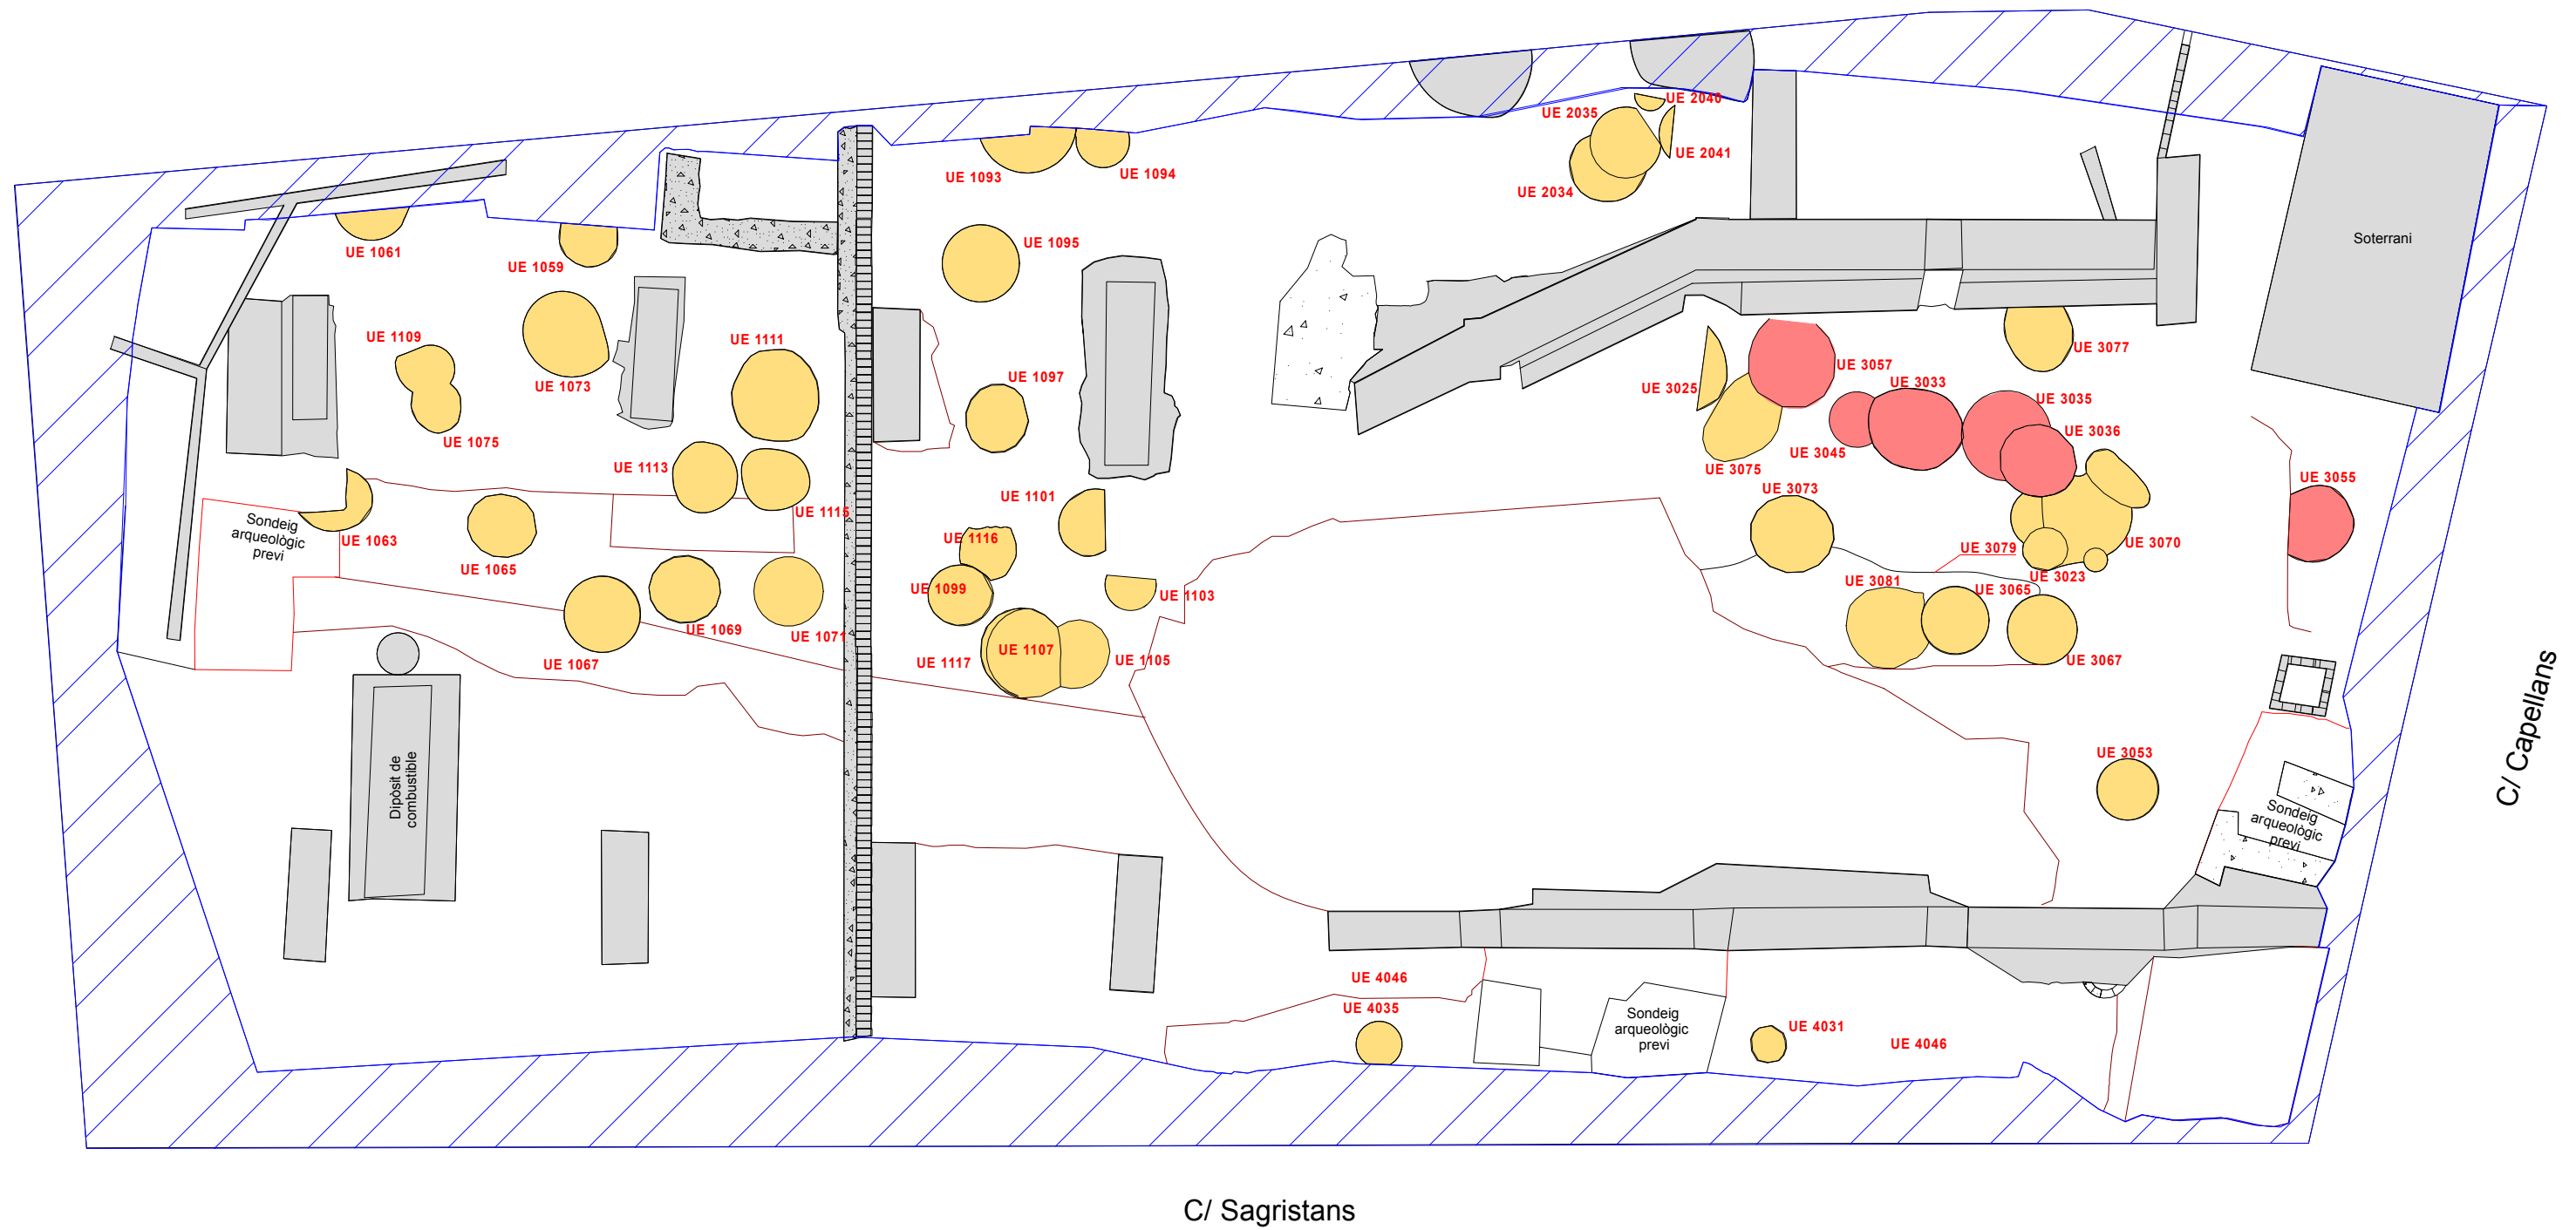 UE 2040
UE 2035
UE 2041
UE 1093
UE 1094
UE 2034
UE 1061
UE 1059
UE 1095
Soterrani
UE 1109
UE 1111
UE 1073
UE 1097
UE 3077
UE 3057
UE 3025
UE 3033
UE 3035
UE 3036
UE 1075
UE 3045
UE 1113
UE 3075
UE 3055
UE 1101
UE 3073
UE 1115
Sondeig
arqueològic
previ
UE 1063
UE 1116
UE 3070
UE 3079
UE 1065
UE 3023
UE 1099
UE 1103
UE 3081
UE 3065
UE 1069
UE 1071
UE 1107
UE 1067
UE 1117
UE 1105
UE 3067
C/ Capellans
UE 3053
Dipòsit de
combustible
Sondeig
arqueològic
previ
UE 4046
UE 4035
Sondeig
arqueològic
previ
UE 4031
UE 4046
C/ Sagristans